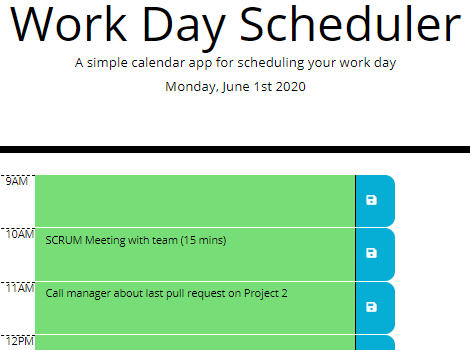 Work Day Scheduler
A simple calendar app for scheduling your work day
Monday, June 1st 2020
9AM
10AM
SCRUM Meeting with team (15 mins)
11AM
Call manager about last pull request on Project 2
12PM